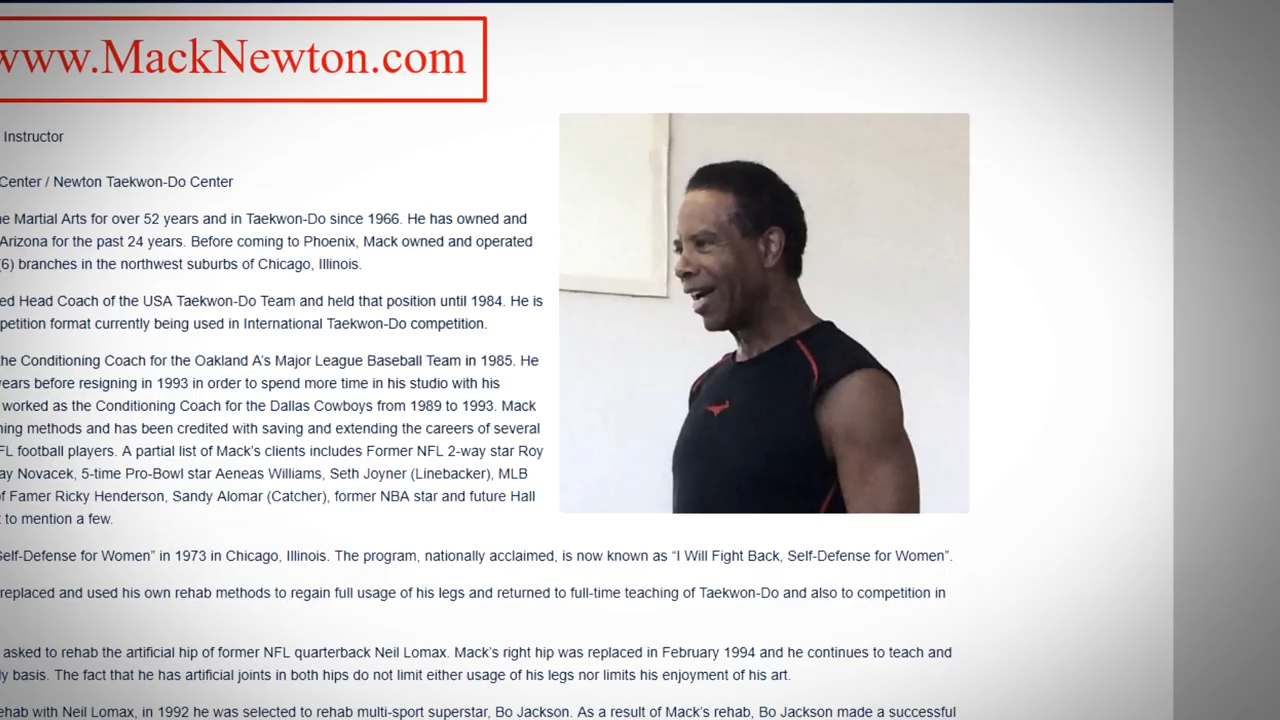 www.MackNewton.com
Instructor
Center / Newton Taekwon-Do Center
Martial Arts for over 52 years and in Taekwon-Do since 1966. He has owned and
Arizona for the past 24 years. Before coming to Phoenix, Mack owned and operated
(6) branches in the northwest suburbs of Chicago, Illinois.
Head Coach of the USA Taekwon-Do Team and held that position until 1984. He is
format currently being used in International Taekwon-Do competition.
the Conditioning Coach for the Oakland A’s Major League Baseball Team in 1985. He
years before resigning in 1993 in order to spend more time in his studio with his
worked as the Conditioning Coach for the Dallas Cowboys from 1989 to 1993. Mack
methods and has been credited with saving and extending the careers of several
football players. A partial list of Mack’s clients includes Former NFL 2-way star Roy
Novacek, 5-time Pro-Bowl star Aeneas Williams, Seth Joyner (Linebacker), MLB
Famer Ricky Henderson, Sandy Alomar (Catcher), former NBA star and future Hall
to mention a few.
Self-Defense for Women” in 1973 in Chicago, Illinois. The program, nationally acclaimed, is now known as “I Will Fight Back, Self-Defense for Women”.
replaced and used his own rehab methods to regain full usage of his legs and returned to full-time teaching of Taekwon-Do and also to competition in
asked to rehab the artificial hip of former NFL quarterback Neil Lomax. Mack’s right hip was replaced in February 1994 and he continues to teach and
basis. The fact that he has artificial joints in both hips do not limit either usage of his legs nor limits his enjoyment of his art.
rehab with Neil Lomax, in 1992 he was selected to rehab multi-sport superstar, Bo Jackson. As a result of Mack’s rehab, Bo Jackson made a successful